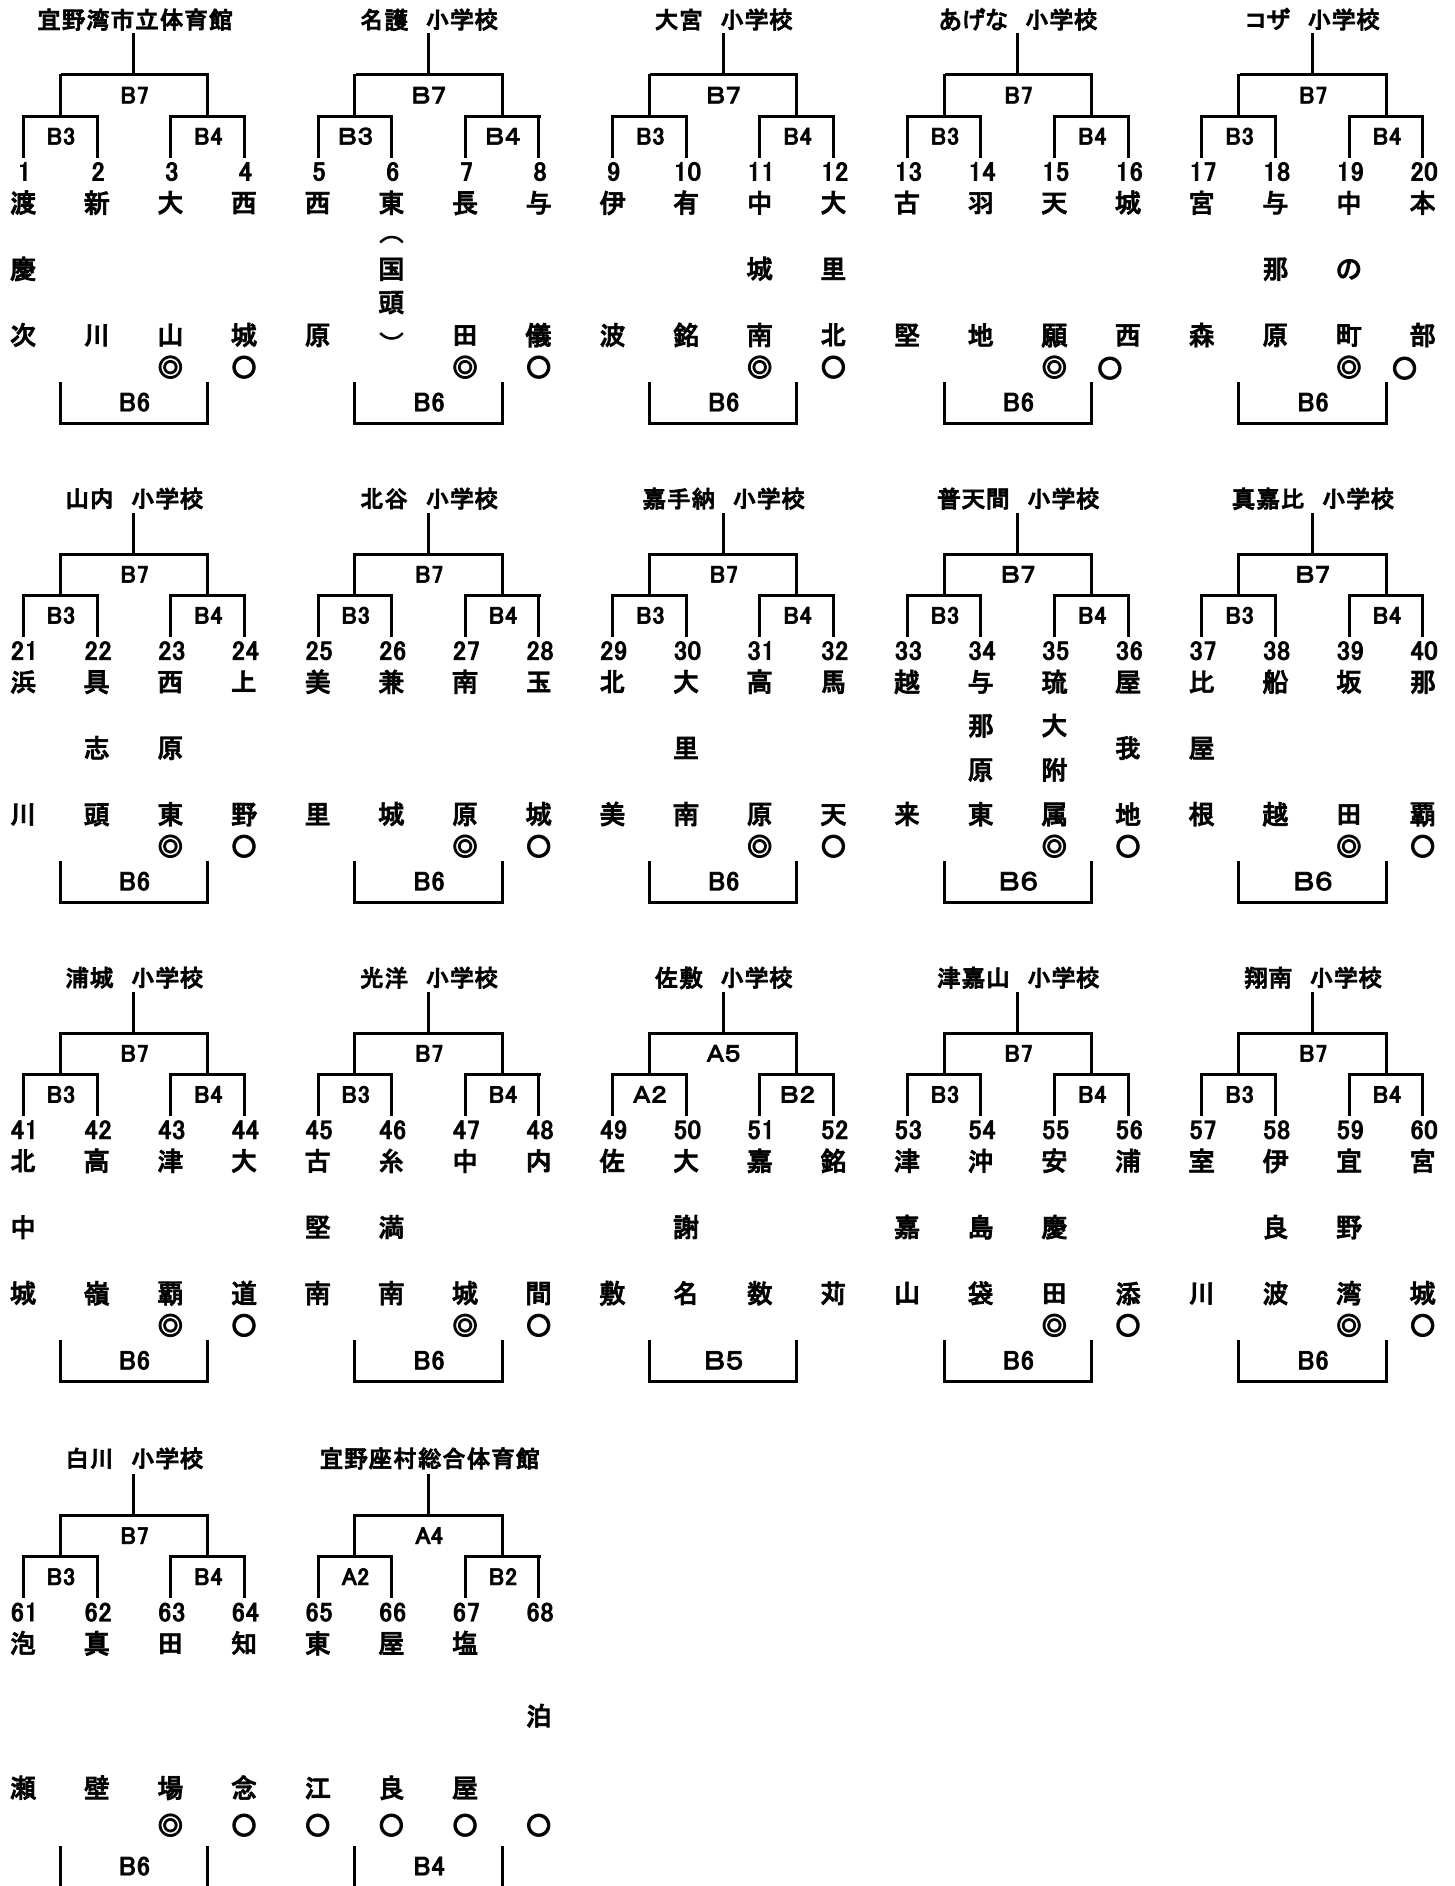 宜野湾市立体育館 名護 小学校 大宮 小学校 あげな 小学校 コザ 小学校
B7 B7 B7 B7 B7
B3 B4 B3 B4 B3 B4 B3 B4 B3 B4
1 2 3 4 5 6 7 8 9 10 11 12 13 14 15 16 17 18 19 20
渡慶次 新川 大山 西城 西原 東(国頭) 長田 与儀 伊波 有銘 中城南 大里北 古堅 羽地 天願 城西 宮森 与那原 中の町 本部
◎ ○ ◎ ○ ◎ ○ ◎ ○ ◎ ○
B6 B6 B6 B6 B6
山内 小学校 北谷 小学校 嘉手納 小学校 普天間 小学校 真嘉比 小学校
B7 B7 B7 B7 B7
B3 B4 B3 B4 B3 B4 B3 B4 B3 B4
21 22 23 24 25 26 27 28 29 30 31 32 33 34 35 36 37 38 39 40
浜川 具志頭 西原東 上野 美里 兼城 南原 玉城 北美 大里南 高原 馬天 越来 与那原東 琉大附属 屋我地 比屋根 船越 坂田 那覇
◎ ○ ◎ ○ ◎ ○ ◎ ○ ◎ ○
B6 B6 B6 B6 B6
浦城 小学校 光洋 小学校 佐敷 小学校 津嘉山 小学校 翔南 小学校
B7 B7 A5 B7 B7
B3 B4 B3 B4 A2 B2 B3 B4 B3 B4
41 42 43 44 45 46 47 48 49 50 51 52 53 54 55 56 57 58 59 60
北中城 高嶺 津覇 大道 古堅南 糸満南 中城 内間 佐敷 大謝名 嘉数 銘苅 津嘉山 沖島袋 安慶田 浦添 室川 伊良波 宜野湾 宮城
◎ ○ ◎ ○ ◎ ○ ◎ ○
B6 B6 B5 B6 B6
白川 小学校 宜野座村総合体育館
B7 A4
B3 B4 A2 B2
61 62 63 64 65 66 67 68
泡瀬 真壁 田場 知念 東江 屋良 塩屋 泊
◎ ○ ○ ○ ○ ○
B6 B4